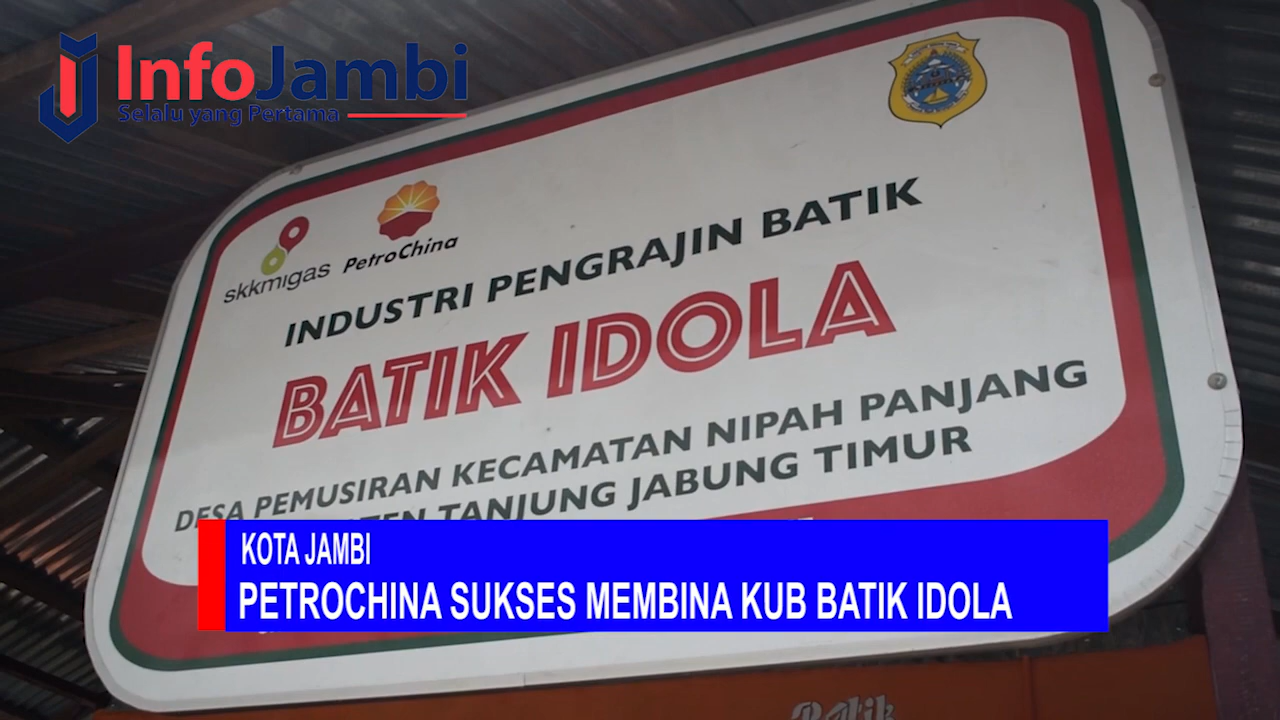 InfoJambi
Selalu yang Pertama
skkmigas
PetroChina
INDUSTRI PENGRAJIN BATIK
BATIK IDOLA
DESA PEMUSIRAN KECAMATAN NIPAH PANJANG
TANJUNG JABUNG TIMUR
KOTA JAMBI
PETROCHINA SUKSES MEMBINA KUB BATIK IDOLA
Batik